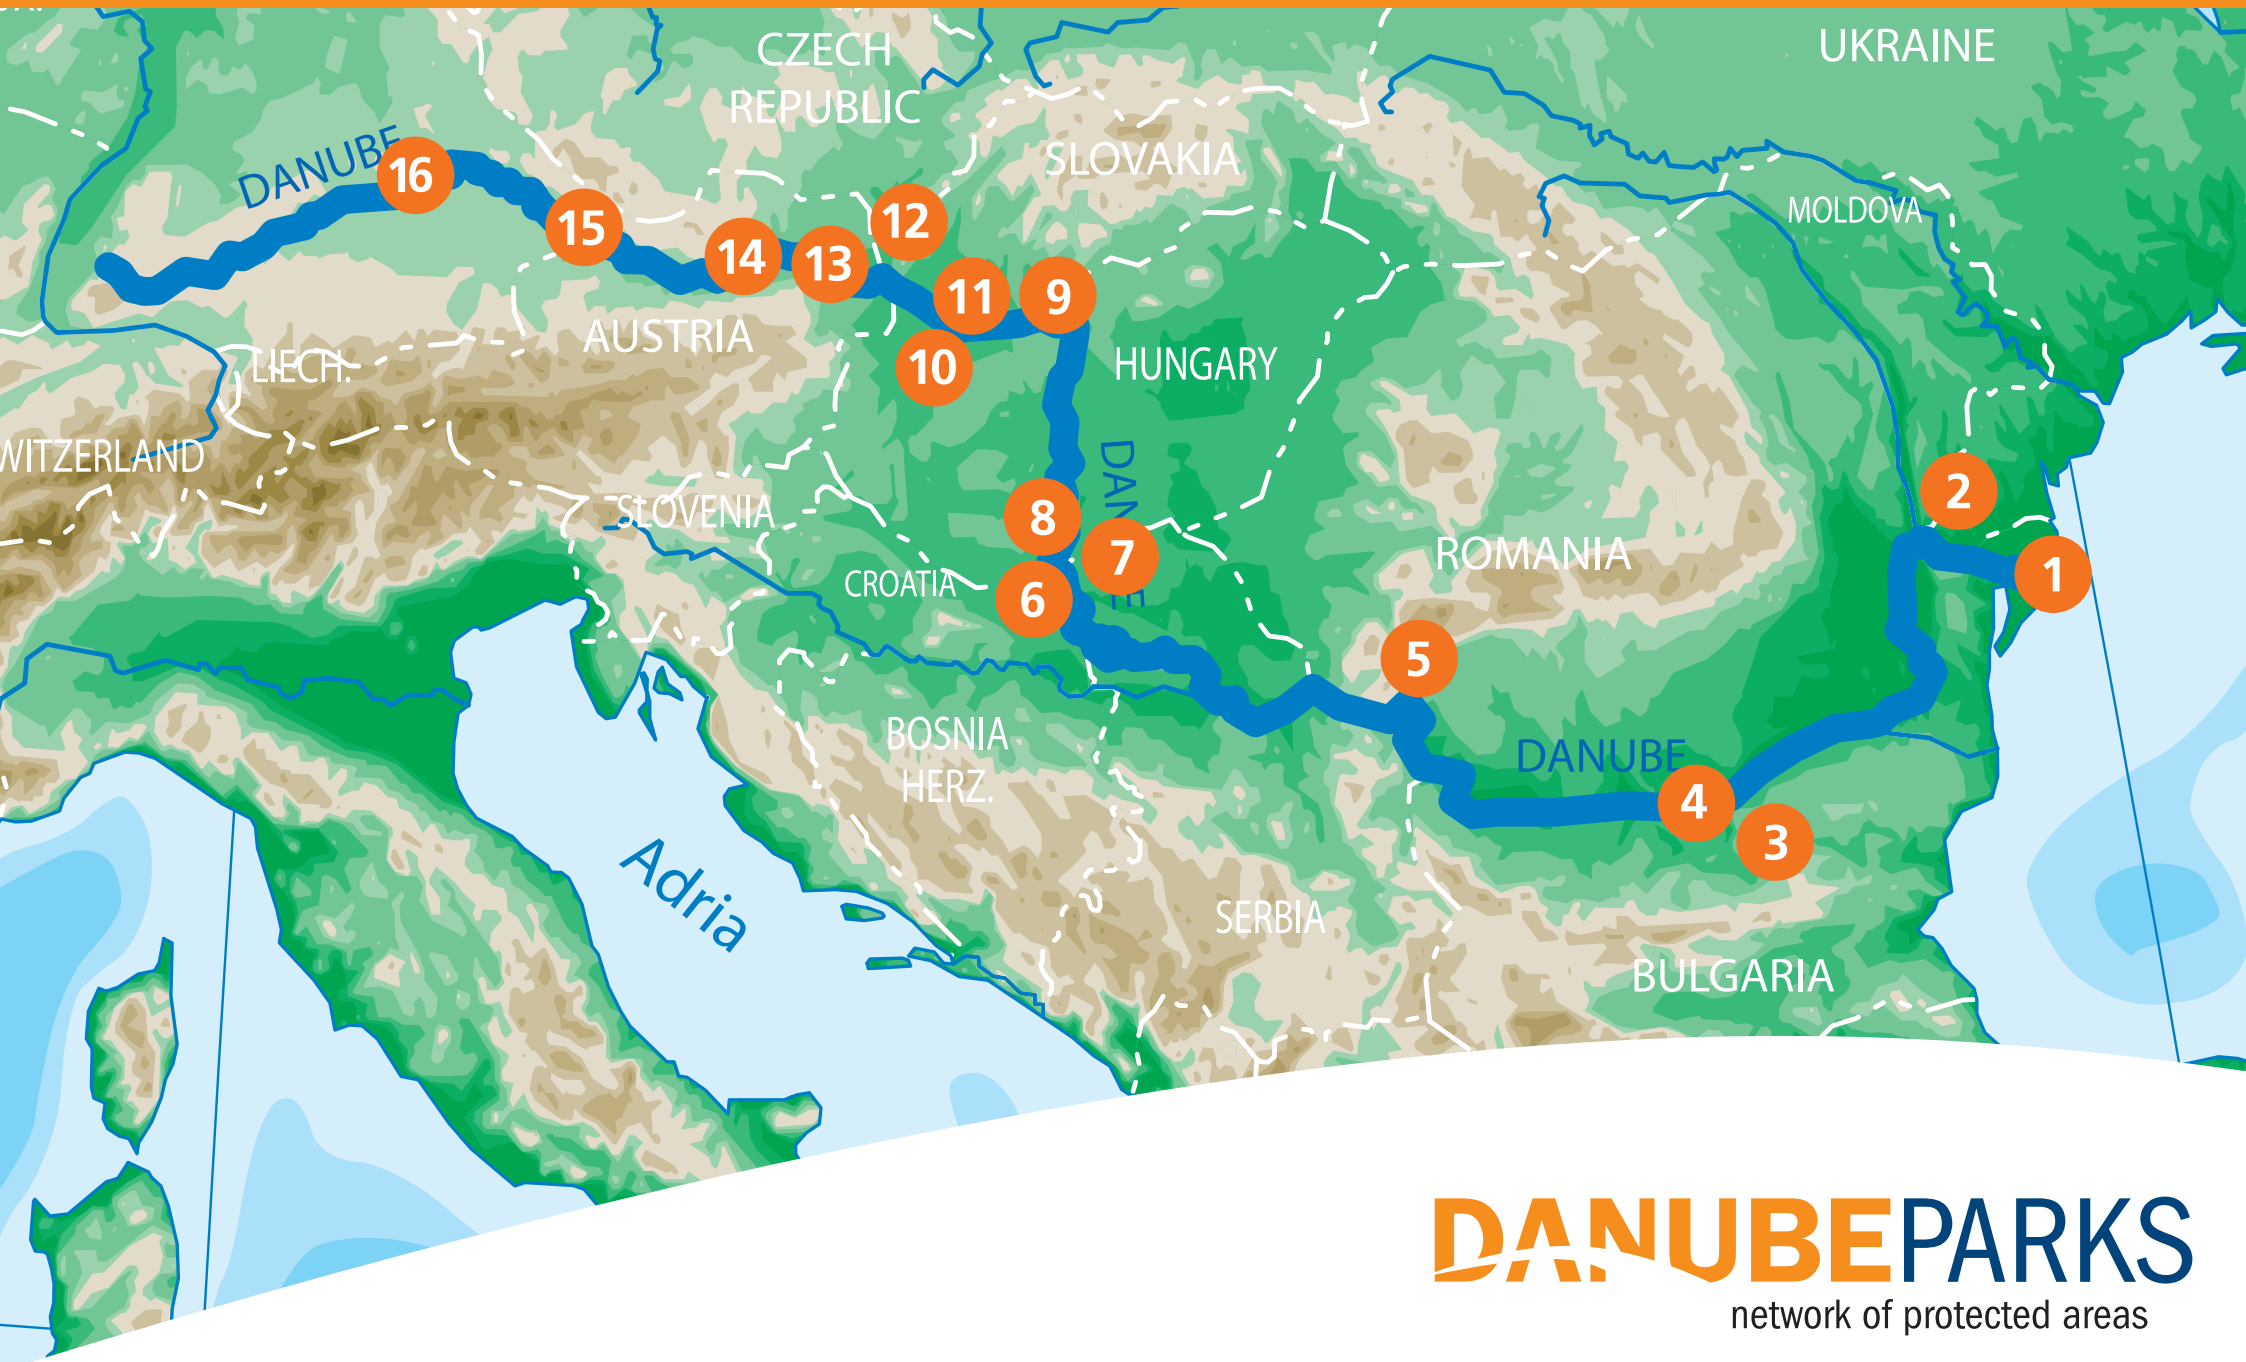 CZECH
REPUBLIC
UKRAINE
SLOVAKIA
DANUBE
16
15
14
13
12
MOLDOVA
11
9
10
AUSTRIA
LIECH.
HUNGARY
WITZERLAND
SLOVENIA
DAN
E
8
7
6
CROATIA
ROMANIA
2
1
5
BOSNIA
HERZ.
DANUBE
4
3
Adria
SERBIA
BULGARIA
DANUBEPARKS
network of protected areas